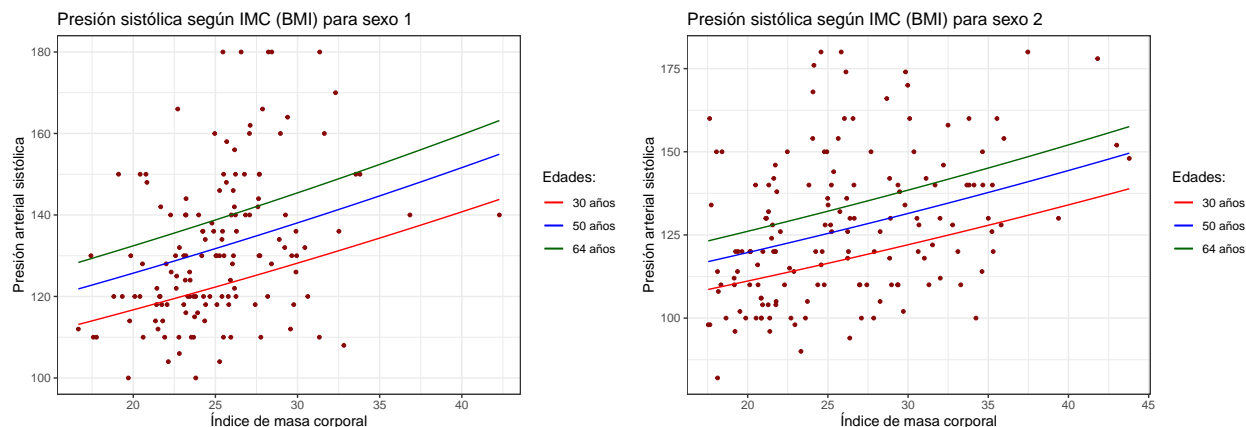 Presión sistólica según IMC (BMI) para sexo 1
180
160
140
120
100
20
25
30
35
40
Presión arterial sistólica
Índice de masa corporal
Edades:
30 años
50 años
64 años
Presión sistólica según IMC (BMI) para sexo 2
175
150
125
100
20
25
30
35
40
45
Presión arterial sistólica
Índice de masa corporal
Edades:
30 años
50 años
64 años